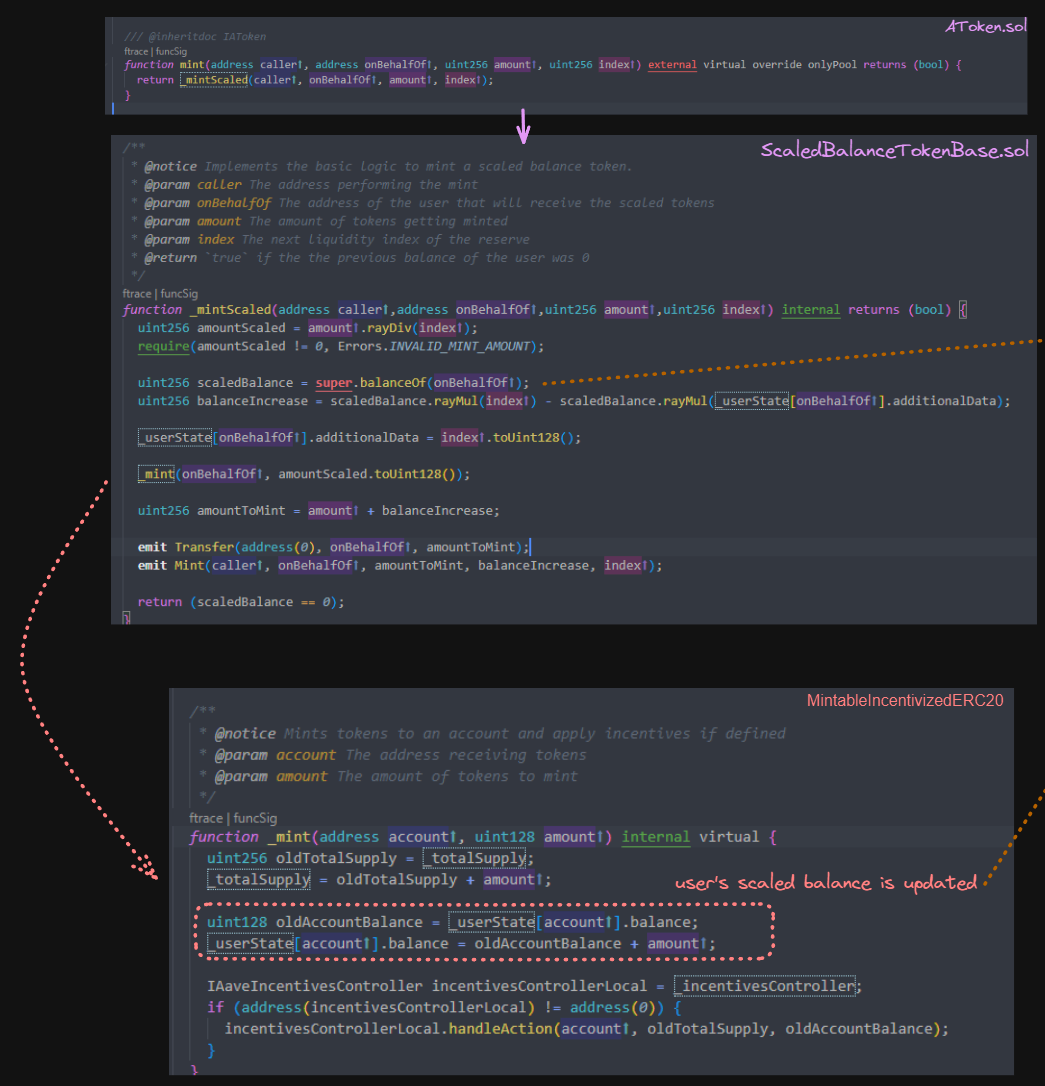 AToken.sol
/// @inheritdoc IAToken
ftrace | funcSig
function mint(address caller↑, address onBehalfOf↑, uint256 amount↑, uint256 index↑) external virtual override onlyPool returns (bool) {
return _mintScaled(caller↑, onBehalfOf↑, amount↑, index↑);
}
ScaledBalanceTokenBase.sol
/**
* @notice Implements the basic logic to mint a scaled balance token.
* @param caller The address performing the mint
* @param onBehalfOf The address of the user that will receive the scaled tokens
* @param amount The amount of tokens getting minted
* @param index The next liquidity index of the reserve
* @return `true` if the the previous balance of the user was 0
*/
ftrace | funcSig
function _mintScaled(address caller↑,address onBehalfOf↑,uint256 amount↑,uint256 index↑) internal returns (bool) {
uint256 amountScaled = amount↑.rayDiv(index↑);
require(amountScaled != 0, Errors.INVALID_MINT_AMOUNT);
uint256 scaledBalance = super.balanceOf(onBehalfOf↑);
uint256 balanceIncrease = scaledBalance.rayMul(index↑) - scaledBalance.rayMul(_userState[onBehalfOf↑].additionalData);
_userState[onBehalfOf↑].additionalData = index↑.toUint128();
_mint(onBehalfOf↑, amountScaled.toUint128());
uint256 amountToMint = amount↑ + balanceIncrease;
emit Transfer(address(0), onBehalfOf↑, amountToMint);
emit Mint(caller↑, onBehalfOf↑, amountToMint, balanceIncrease, index↑);
return (scaledBalance == 0);
}
MintableIncentivizedERC20
/**
* @notice Mints tokens to an account and apply incentives if defined
* @param account The address receiving tokens
* @param amount The amount of tokens to mint
*/
ftrace | funcSig
function _mint(address account↑, uint128 amount↑) internal virtual {
uint256 oldTotalSupply = _totalSupply;
_totalSupply = oldTotalSupply + amount↑;
user's scaled balance is updated
uint128 oldAccountBalance = _userState[account↑].balance;
_userState[account↑].balance = oldAccountBalance + amount↑;
IAaveIncentivesController incentivesControllerLocal = _incentivesController;
if (address(incentivesControllerLocal) != address(0)) {
incentivesControllerLocal.handleAction(account↑, oldTotalSupply, oldAccountBalance);
}
}